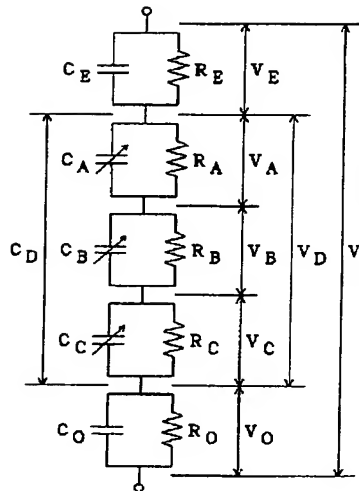 C_E R_E V_E
C_A R_A V_A
C_D C_B R_B V_B V_D V
C_C R_C V_C
C_O R_O V_O